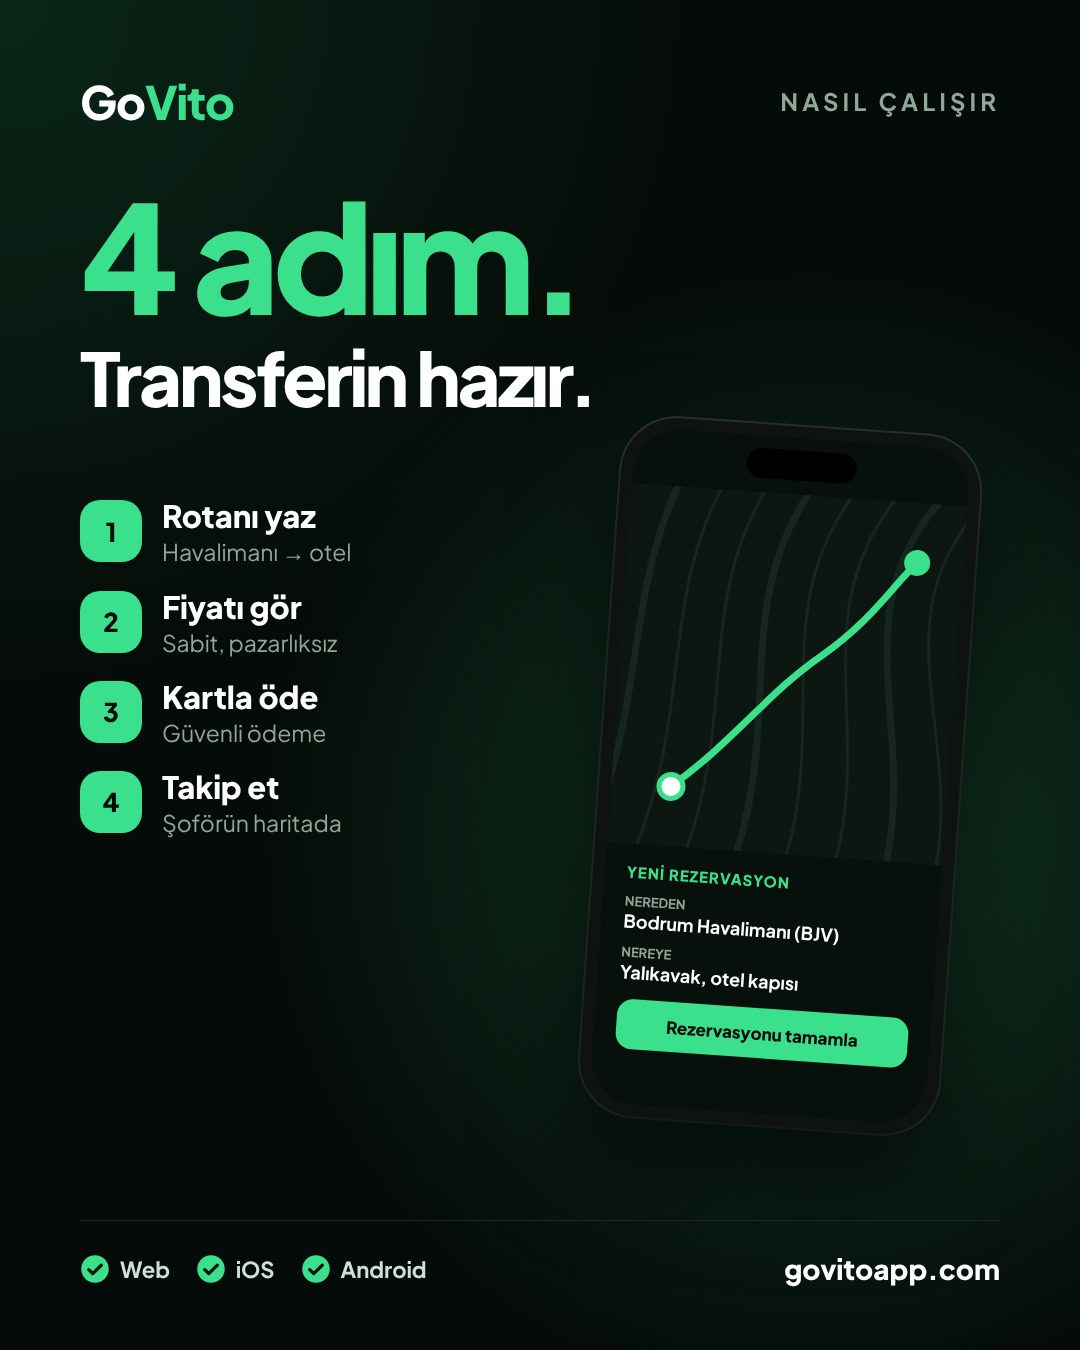 GoVito
NASIL ÇALIŞIR
4 adım.
Transferin hazır.
1
Rotanı yaz
Havalimanı → otel
2
Fiyatı gör
Sabit, pazarlıksız
3
Kartla öde
Güvenli ödeme
4
Takip et
Şoförün haritada
YENİ REZERVASYON
NEREDEN
Bodrum Havalimanı (BJV)
NEREYE
Yalıkavak, otel kapısı
Rezervasyonu tamamla
Web
iOS
Android
govitoapp.com